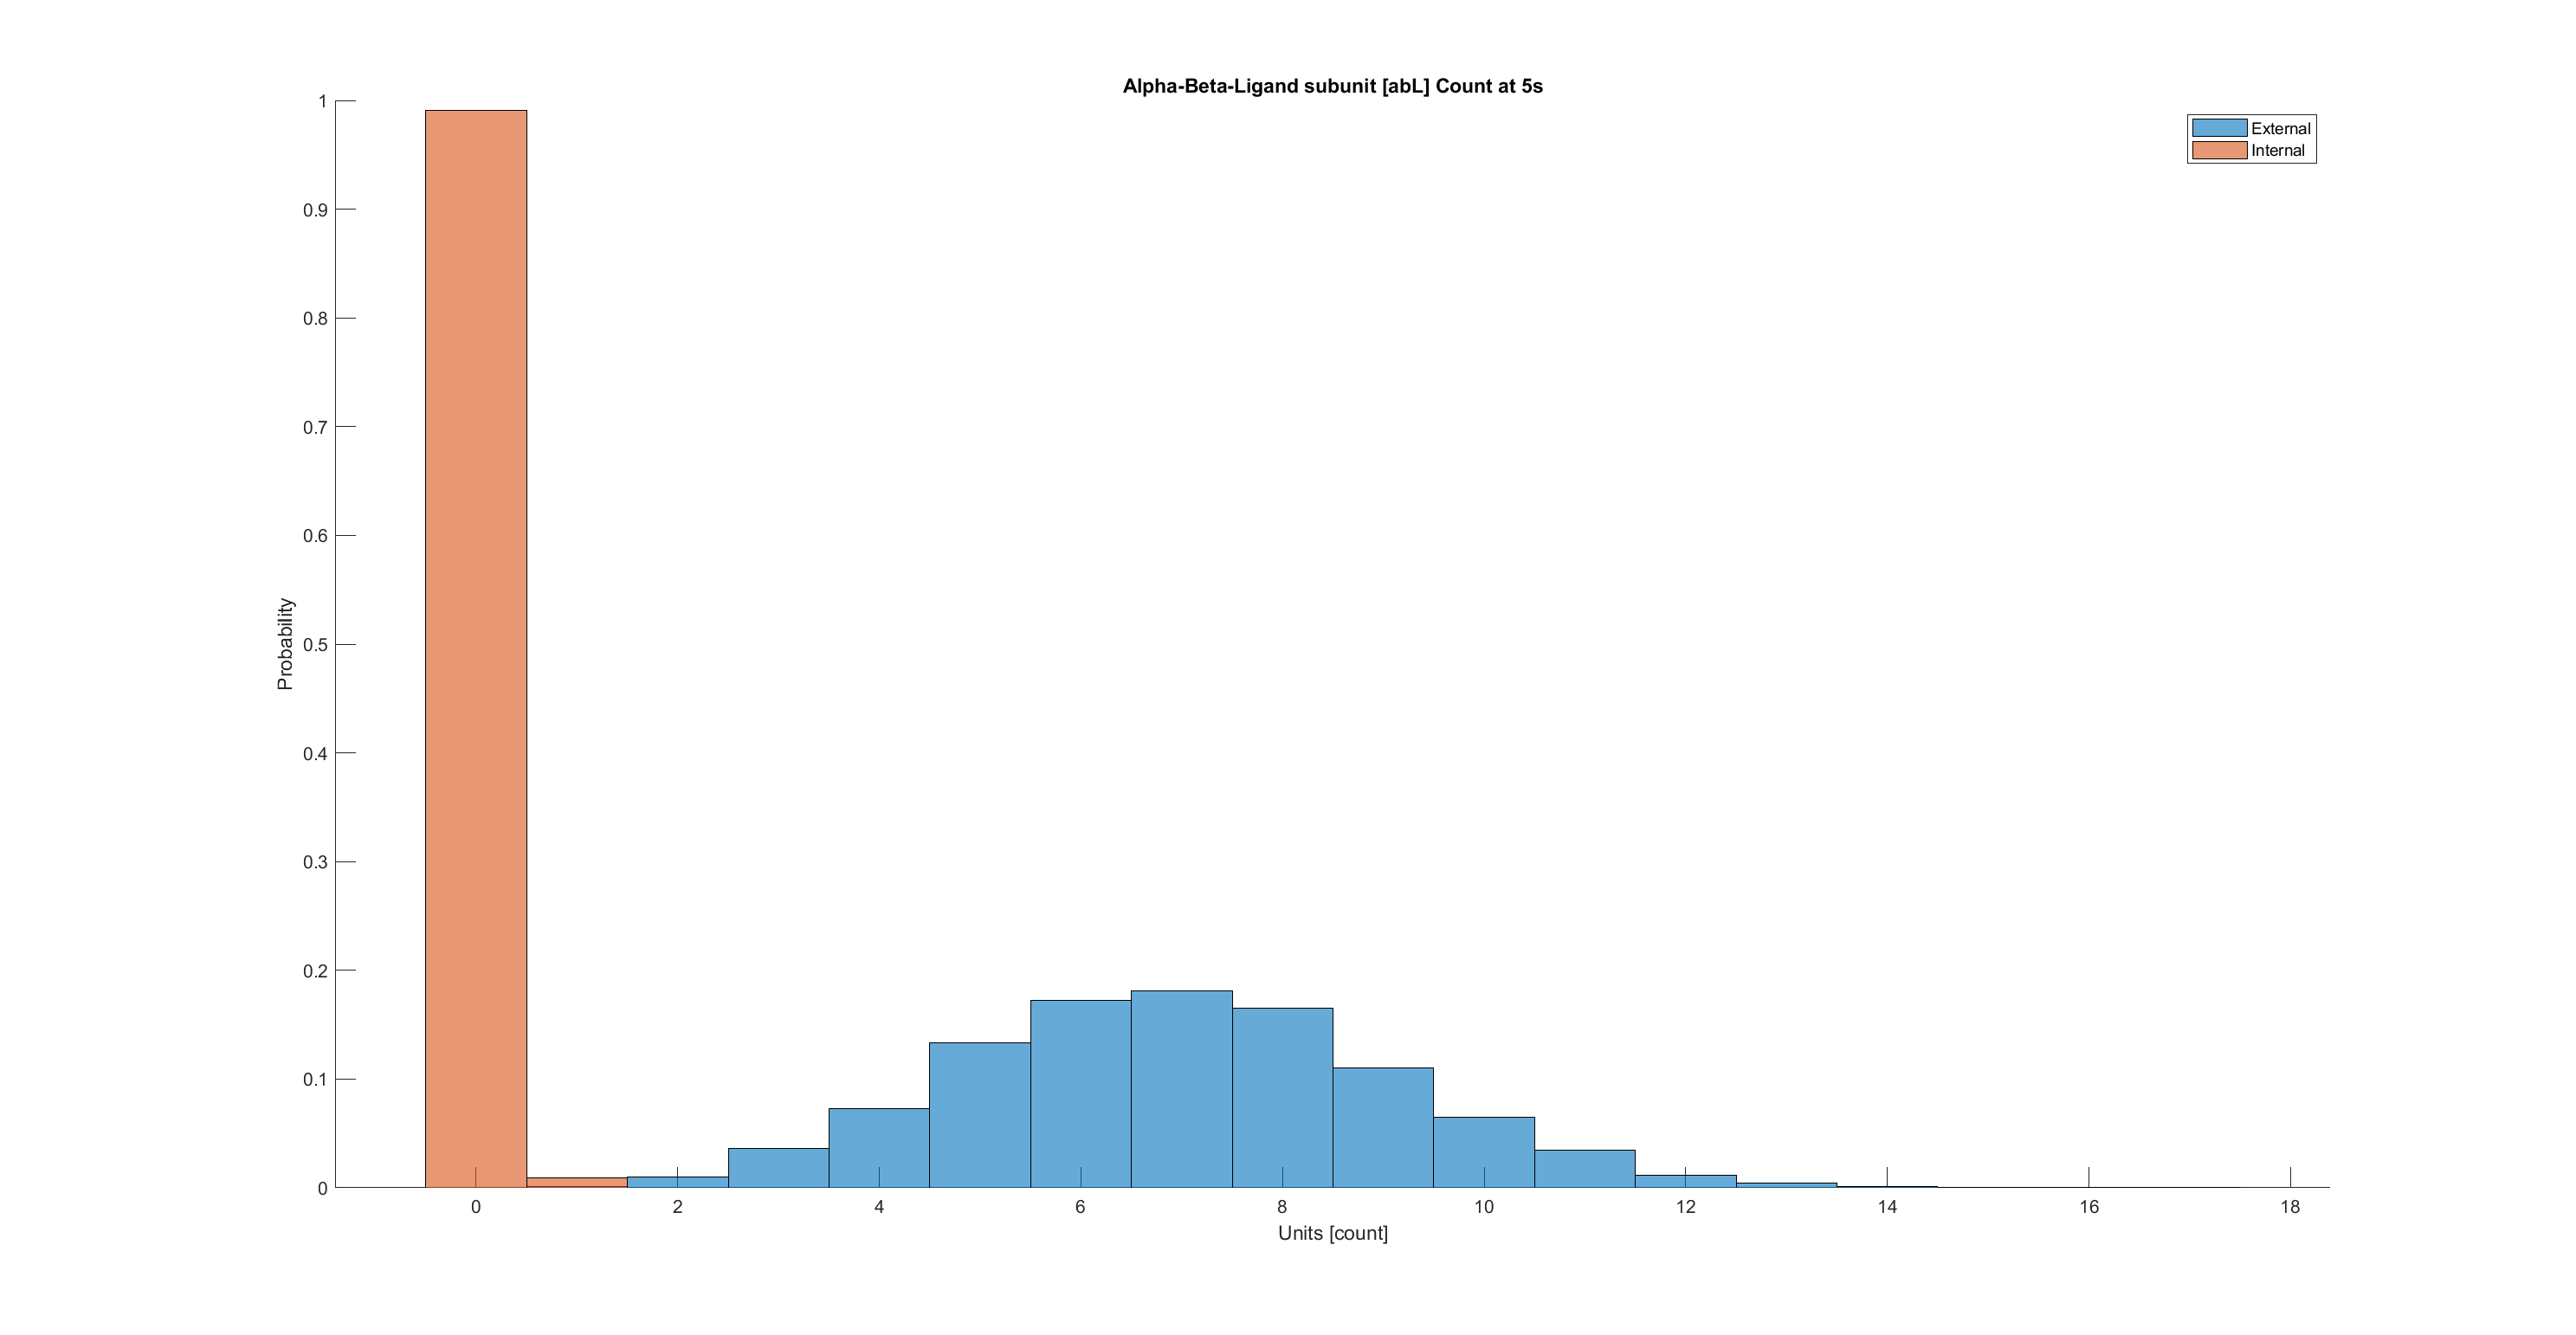 Alpha-Beta-Ligand subunit [abL] Count at 5s
External
Internal
1
0.9
0.8
0.7
0.6
0.5
0.4
0.3
0.2
0.1
0
Probability
0 2 4 6 8 10 12 14 16 18
Units [count]